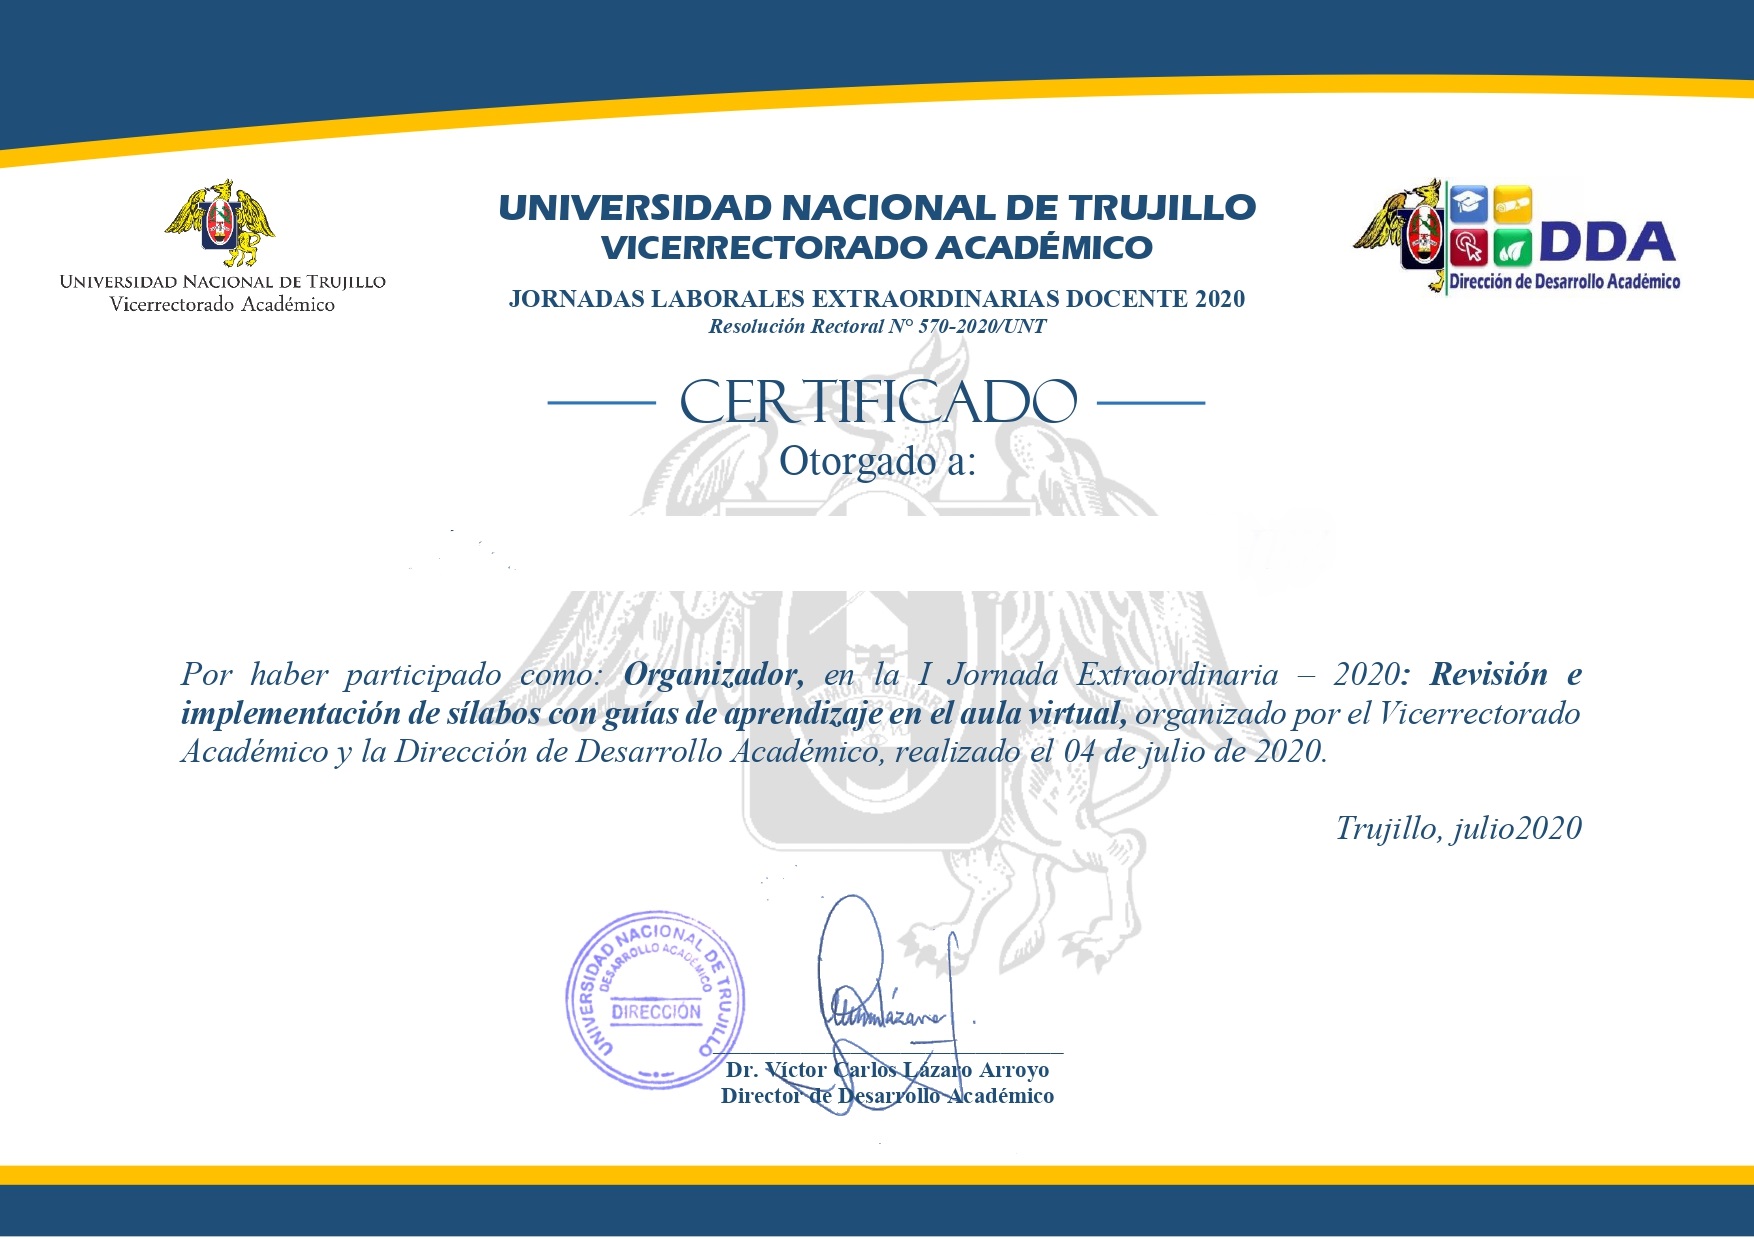 UNIVERSIDAD NACIONAL DE TRUJILLO
Vicerrectorado Académico
UNIVERSIDAD NACIONAL DE TRUJILLO
VICERRECTORADO ACADÉMICO
JORNADAS LABORALES EXTRAORDINARIAS DOCENTE 2020
Resolución Rectoral N° 570-2020/UNT
DDA
Dirección de Desarrollo Académico
CERTIFICADO
Otorgado a:
Por haber participado como: Organizador, en la I Jornada Extraordinaria – 2020: Revisión e
implementación de sílabos con guías de aprendizaje en el aula virtual, organizado por el Vicerrectorado
Académico y la Dirección de Desarrollo Académico, realizado el 04 de julio de 2020.
Trujillo, julio2020
UNIVERSIDAD NACIONAL DE TRUJILLO
DESARROLLO ACADÉMICO
DIRECCIÓN
Dr. Víctor Carlos Lázaro Arroyo
Director de Desarrollo Académico